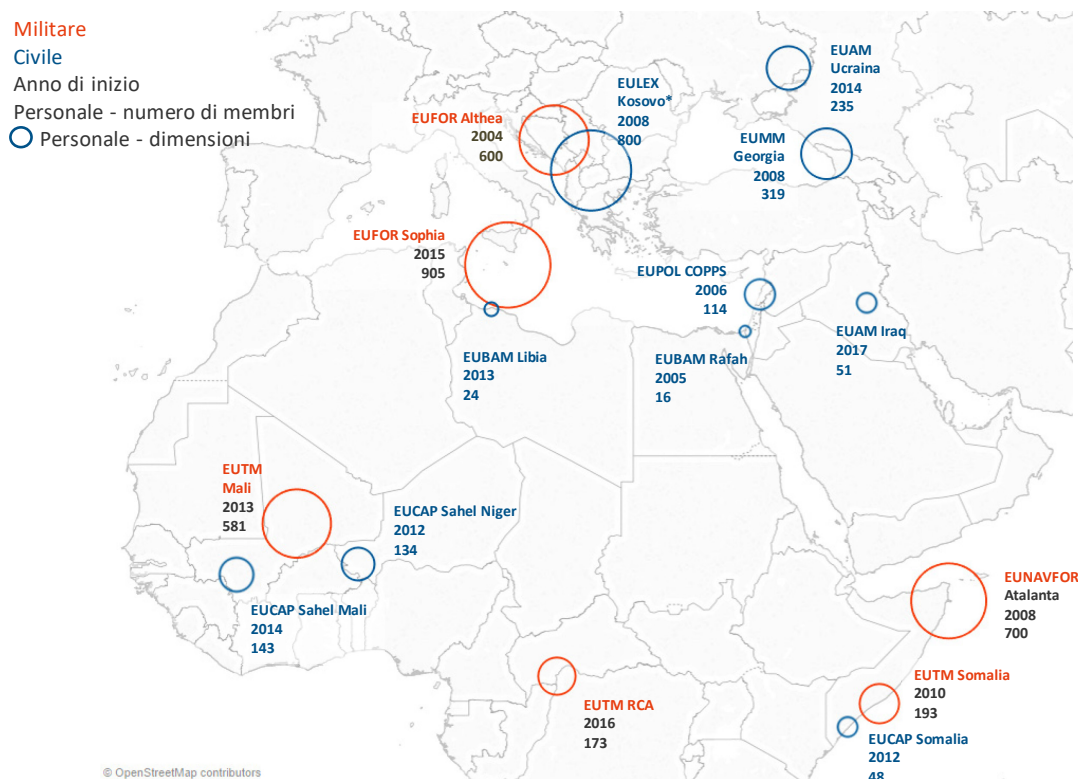 Militare
Civile
Anno di inizio
Personale - numero di membri
Personale - dimensioni
EUFOR Althea
2004
600
EULEX
Kosovo*
2008
800
EUAM
Ucraina
2014
235
EUMM
Georgia
2008
319
EUFOR Sophia
2015
905
EUPOL COPPS
2006
114
EUBAM Libia
2013
24
EUBAM Rafah
2005
16
EUAM Iraq
2017
51
EUTM
Mali
2013
581
EUCAP Sahel Niger
2012
134
EUCAP Sahel Mali
2014
143
EUNAVFOR
Atalanta
2008
700
EUTM RCA
2016
173
EUTM Somalia
2010
193
EUCAP Somalia
2012
48
© OpenStreetMap contributors